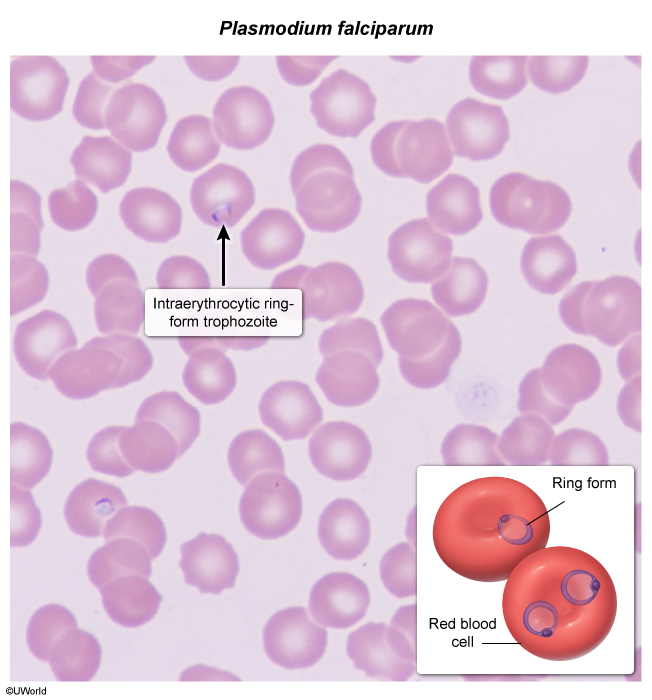 Plasmodium falciparum
Intraerythrocytic ring-
form trophozoite
Ring form
Red blood
cell
©UWorld